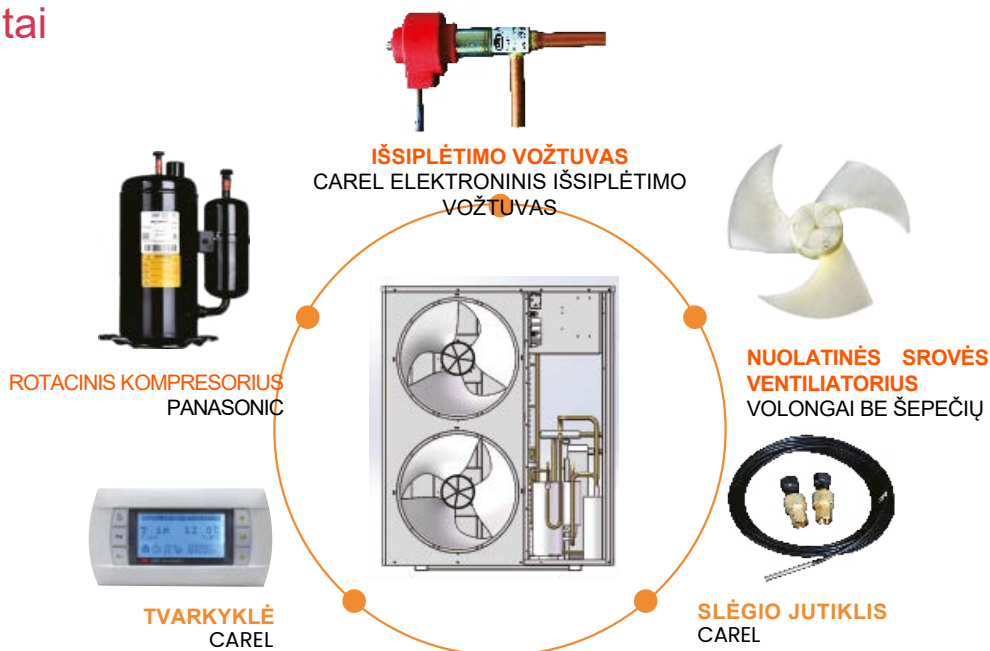 tai
IŠSIPLĖTIMO VOŽTUVAS
CAREL ELEKTRONINIS IŠSIPLĖTIMO
VOŽTUVAS
ROTACINIS KOMPRESORIUS
PANASONIC
NUOLATINĖS SROVĖS
VENTILIATORIUS
VOLONGAI BE ŠEPEČIŲ
TVARKYKLĖ
CAREL
SLĖGIO JUTIKLIS
CAREL